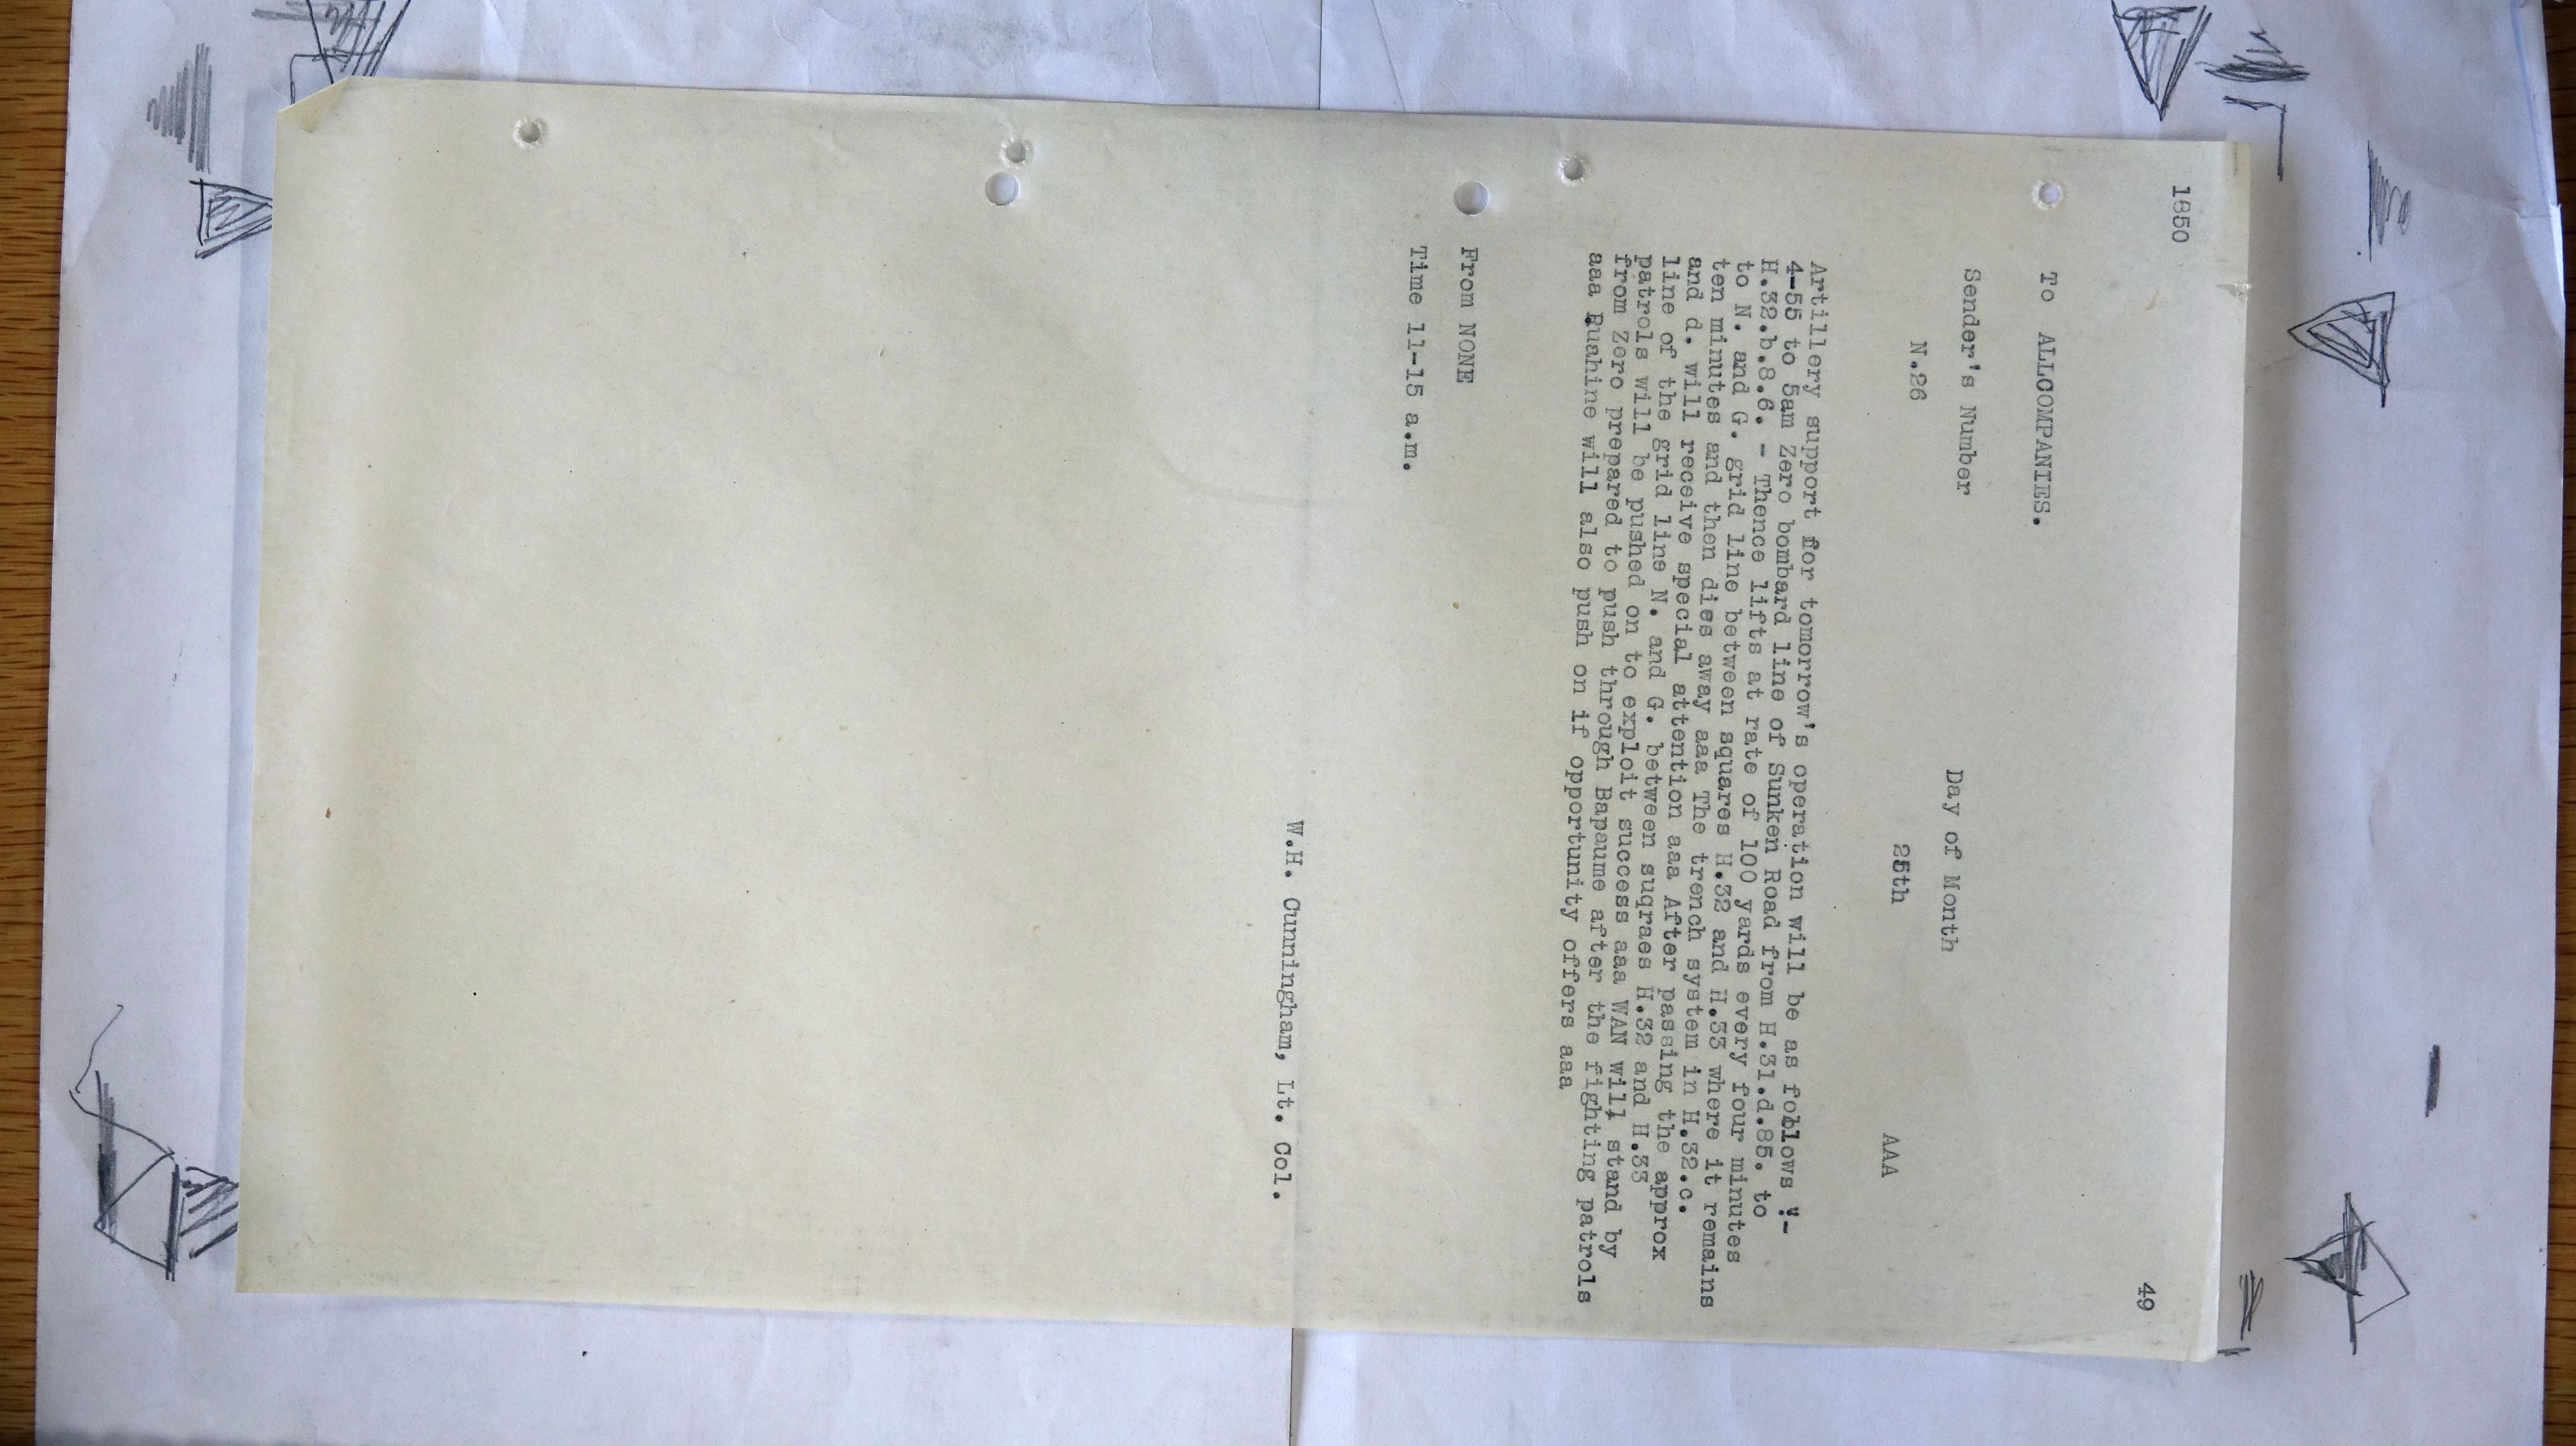 1850
49
To ALLCOMPANIES.
Sender's Number Day of Month
N.26 25th AAA
Artillery support for tomorrow's operation will be as follows :-
4-55 to 5am Zero bombard line of Sunken Road from H.31.d.85. to
H.32.b.8.6. - Thence lifts at rate of 100 yards every four minutes
to N. and G. grid line between squares H.32 and H.33 where it remains
ten minutes and then dies away aaa The trench system in H.32.c.
and d. will receive special attention aaa After passing the approx
line of the grid line N. and G. between suqraes H.32 and H.33
patrols will be pushed on to exploit success aaa WAN will stand by
from Zero prepared to push through Bapaume after the fighting patrols
aaa Ruahine will also push on if opportunity offers aaa
From NONE
Time 11-15 a.m.
W.H. Cunningham, Lt. Col.